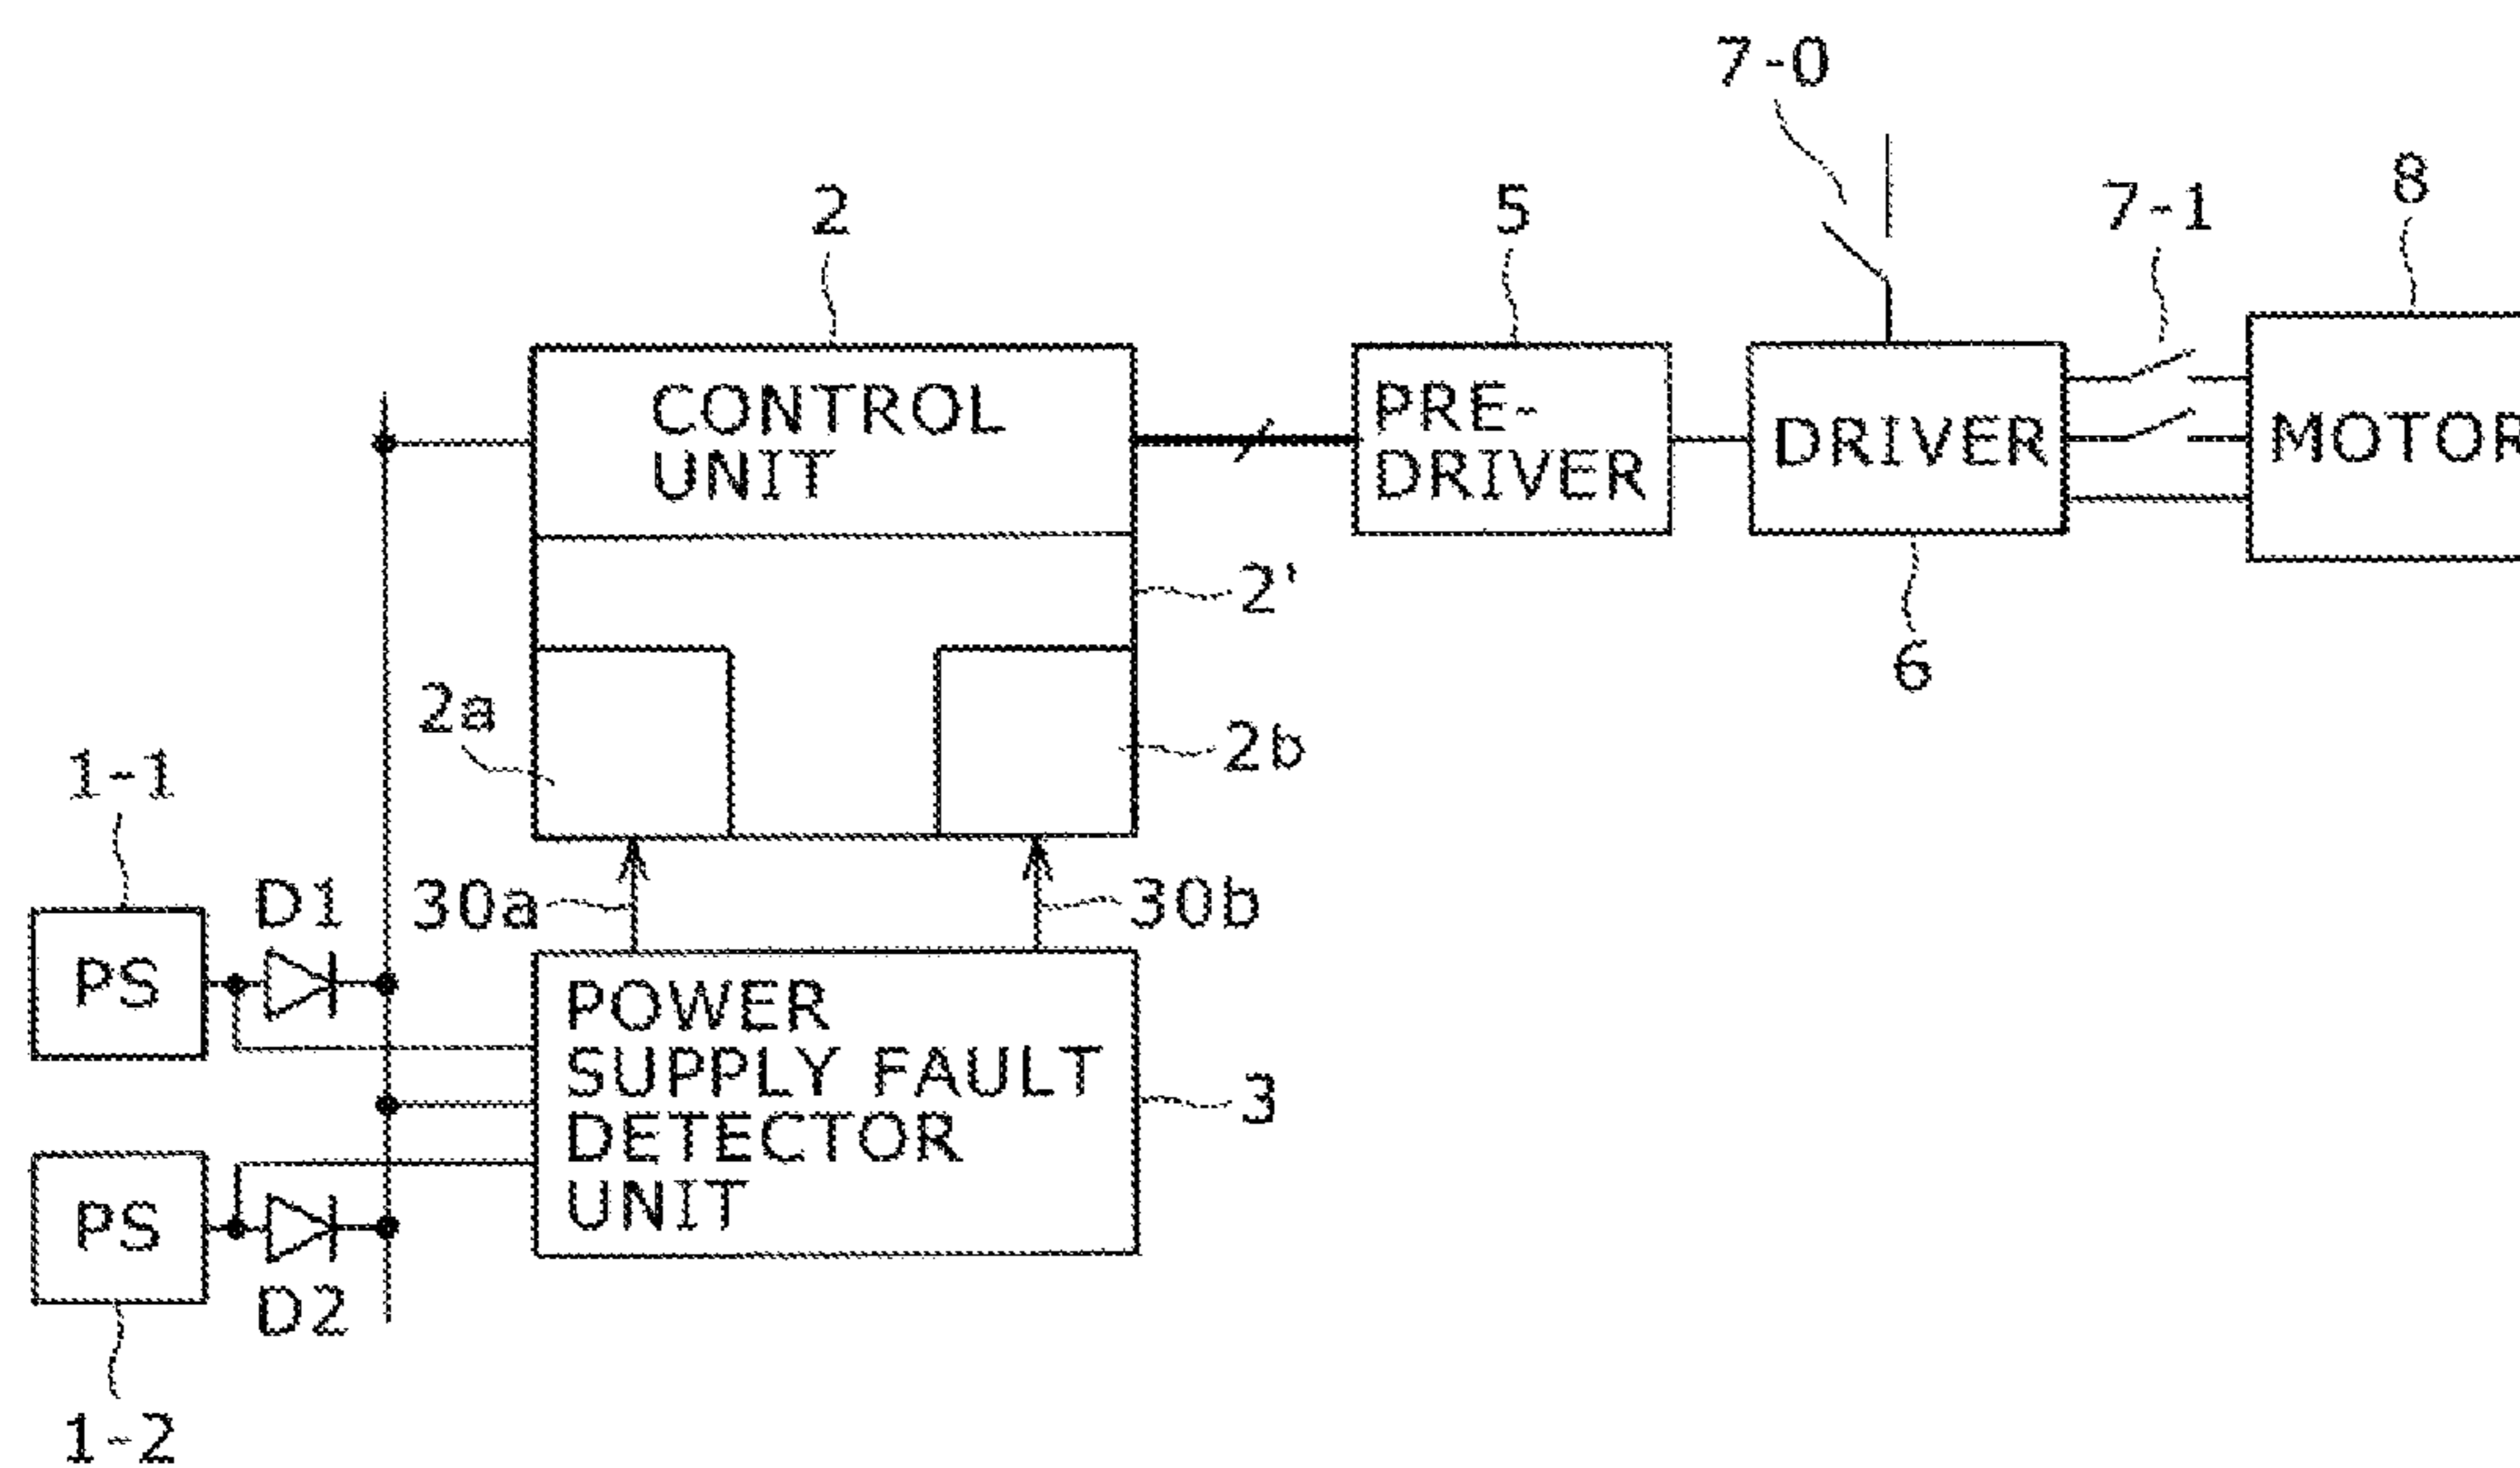 7-0
2
5
7-1
8
CONTROL
UNIT
PRE-
DRIVER
DRIVER
MOTOR
2'
6
2a
2b
1-1
D1
30a
30b
PS
POWER
SUPPLY FAULT
DETECTOR
UNIT
3
PS
D2
1-2